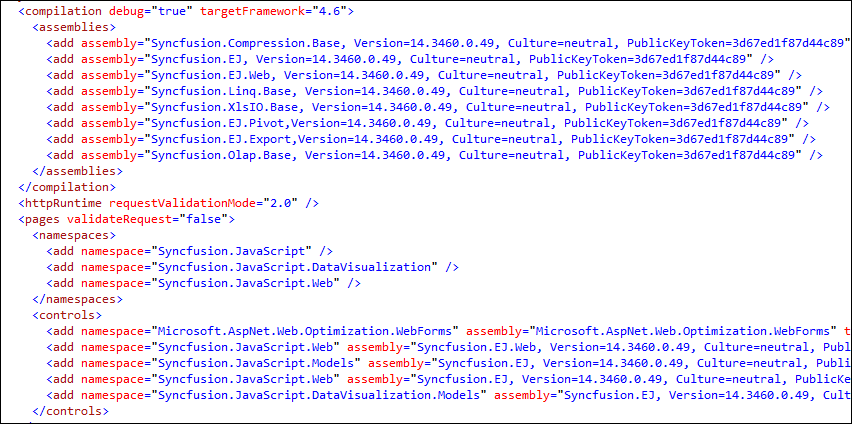 <compilation debug="true" targetFramework="4.6">
<assemblies>
<add assembly="Syncfusion.Compression.Base, Version=14.3460.0.49, Culture=neutral, PublicKeyToken=3d67ed1f87d44c89"
<add assembly="Syncfusion.EJ, Version=14.3460.0.49, Culture=neutral, PublicKeyToken=3d67ed1f87d44c89" />
<add assembly="Syncfusion.EJ.Web, Version=14.3460.0.49, Culture=neutral, PublicKeyToken=3d67ed1f87d44c89" />
<add assembly="Syncfusion.Linq.Base, Version=14.3460.0.49, Culture=neutral, PublicKeyToken=3d67ed1f87d44c89" />
<add assembly="Syncfusion.XlsIO.Base, Version=14.3460.0.49, Culture=neutral, PublicKeyToken=3d67ed1f87d44c89" />
<add assembly="Syncfusion.EJ.Pivot,Version=14.3460.0.49, Culture=neutral, PublicKeyToken=3d67ed1f87d44c89" />
<add assembly="Syncfusion.EJ.Export,Version=14.3460.0.49, Culture=neutral, PublicKeyToken=3d67ed1f87d44c89" />
<add assembly="Syncfusion.Olap.Base, Version=14.3460.0.49, Culture=neutral, PublicKeyToken=3d67ed1f87d44c89" />
</assemblies>
</compilation>
<httpRuntime requestValidationMode="2.0" />
<pages validateRequest="false">
<namespaces>
<add namespace="Syncfusion.JavaScript" />
<add namespace="Syncfusion.JavaScript.DataVisualization" />
<add namespace="Syncfusion.JavaScript.Web" />
</namespaces>
<controls>
<add namespace="Microsoft.AspNet.Web.Optimization.WebForms" assembly="Microsoft.AspNet.Web.Optimization.WebForms" t
<add namespace="Syncfusion.JavaScript.Web" assembly="Syncfusion.EJ.Web, Version=14.3460.0.49, Culture=neutral, Publ
<add namespace="Syncfusion.JavaScript.Models" assembly="Syncfusion.EJ, Version=14.3460.0.49, Culture=neutral, Publi
<add namespace="Syncfusion.JavaScript.Web" assembly="Syncfusion.EJ, Version=14.3460.0.49, Culture=neutral, PublicKe
<add namespace="Syncfusion.JavaScript.DataVisualization.Models" assembly="Syncfusion.EJ, Version=14.3460.0.49, Cult
</controls>